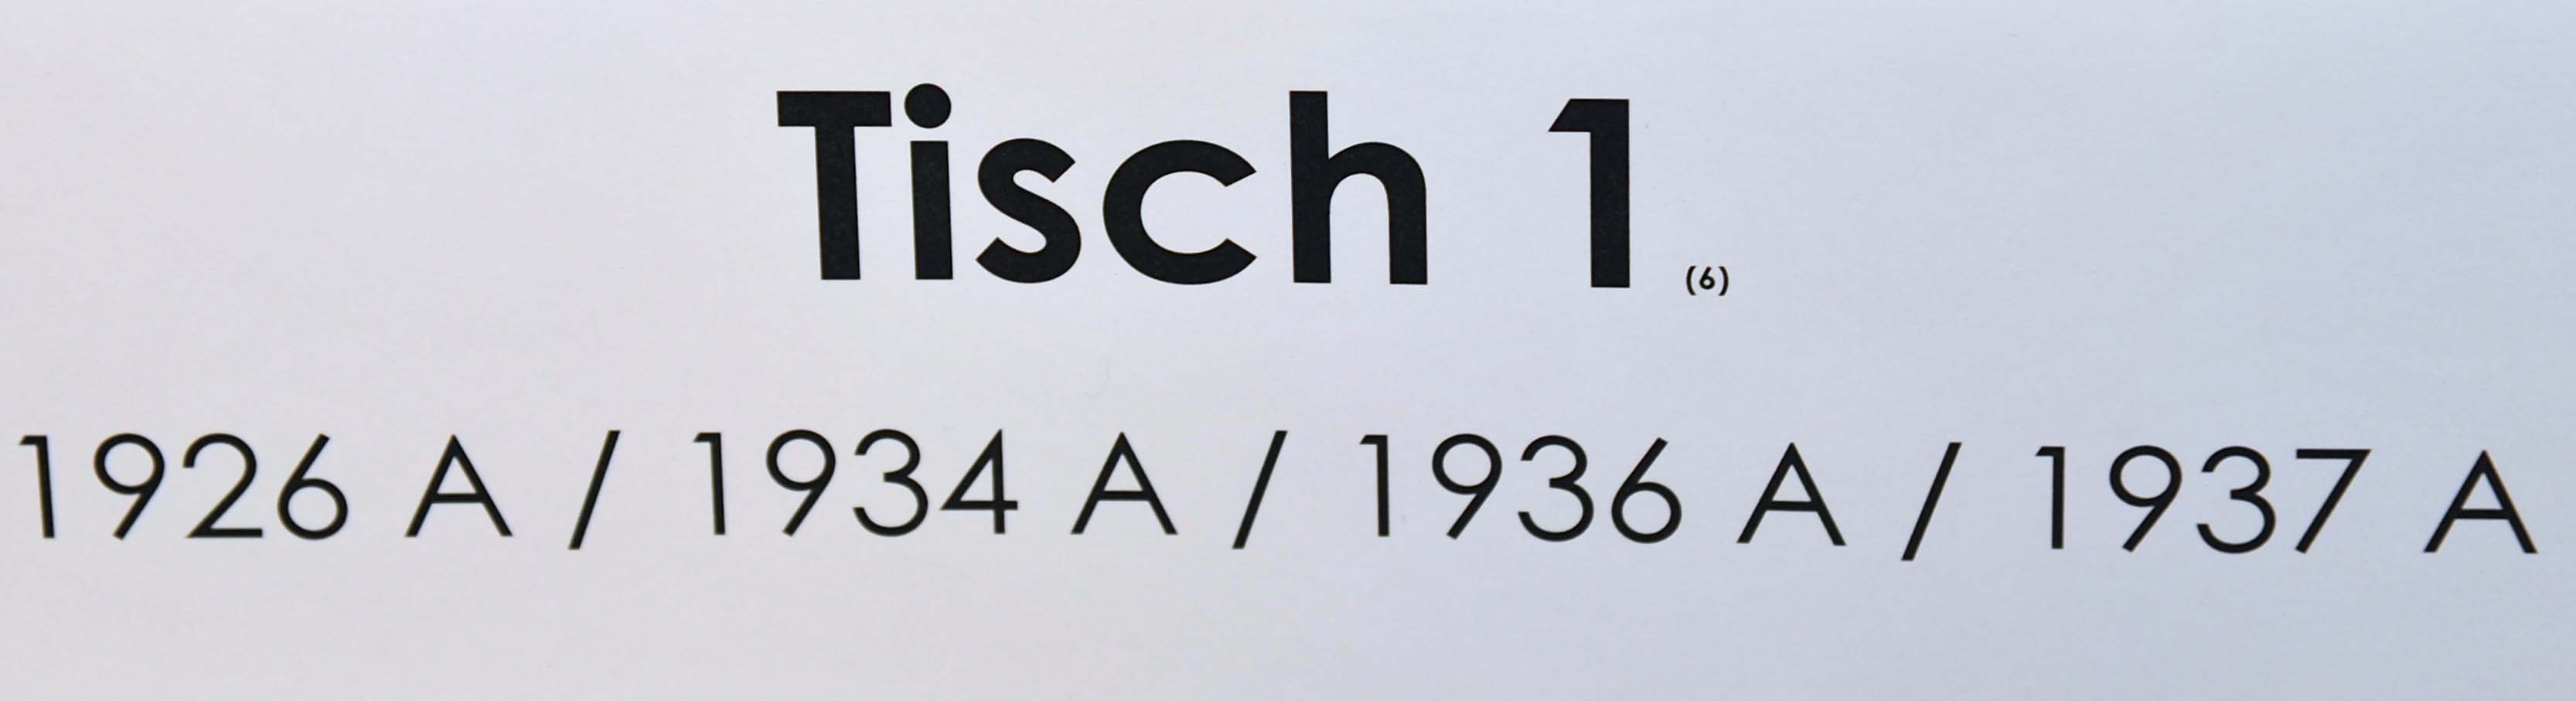 Tisch 1 (6)
1926 A / 1934 A / 1936 A / 1937 A